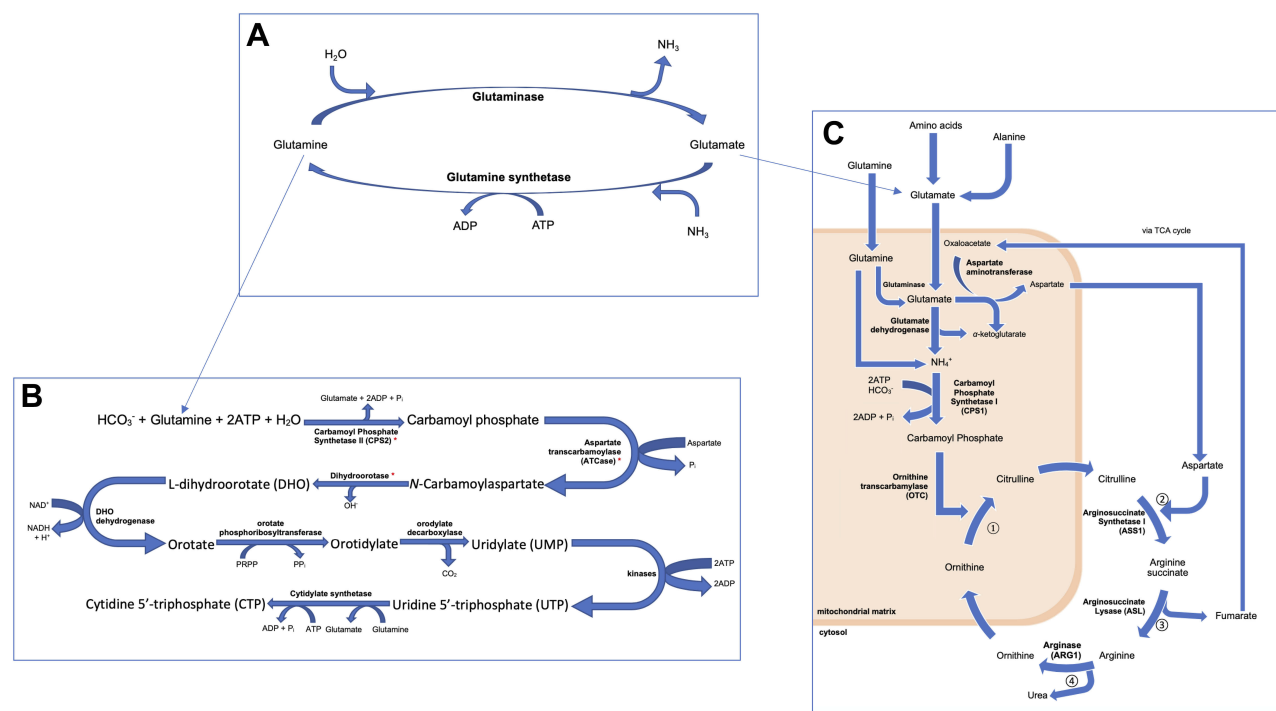 A
H₂O
NH₃
Glutaminase
Glutamine
Glutamate
Glutamine synthetase
ADP
ATP
NH₃
B
HCO₃⁻ + Glutamine + 2ATP + H₂O
Glutamate + 2ADP + Pᵢ
Carbamoyl Phosphate
Synthetase II (CPS2) *
Carbamoyl phosphate
Aspartate
transcarbamoylase
(ATCase) *
Aspartate
Pᵢ
L-dihydroorotate (DHO)
Dihydroorotase *
OH⁻
N-Carbamoylaspartate
NAD⁺
NADH
+ H⁺
DHO
dehydrogenase
Orotate
orotate
phosphoribosyltransferase
PRPP
PPᵢ
Orotidylate
orodylate
decarboxylase
CO₂
Uridylate (UMP)
kinases
2ATP
2ADP
Cytidine 5′-triphosphate (CTP)
Cytidylate synthetase
ADP + Pᵢ
ATP
Glutamate
Glutamine
Uridine 5′-triphosphate (UTP)
C
Amino acids
Alanine
Glutamine
Glutamate
via TCA cycle
Oxaloacetate
Glutamine
Aspartate
aminotransferase
Glutaminase
Aspartate
Glutamate
Glutamate
dehydrogenase
α-ketoglutarate
NH₄⁺
2ATP
HCO₃⁻
2ADP + Pᵢ
Carbamoyl
Phosphate
Synthetase I
(CPS1)
Carbamoyl Phosphate
Ornithine
transcarbamylase
(OTC)
Citrulline
Citrulline
Aspartate
①
②
Arginosuccinate
Synthetase I
(ASS1)
Ornithine
Arginine
succinate
mitochondrial matrix
cytosol
Arginosuccinate
Lysase (ASL)
③
Fumarate
Ornithine
Arginase
(ARG1)
Arginine
④
Urea